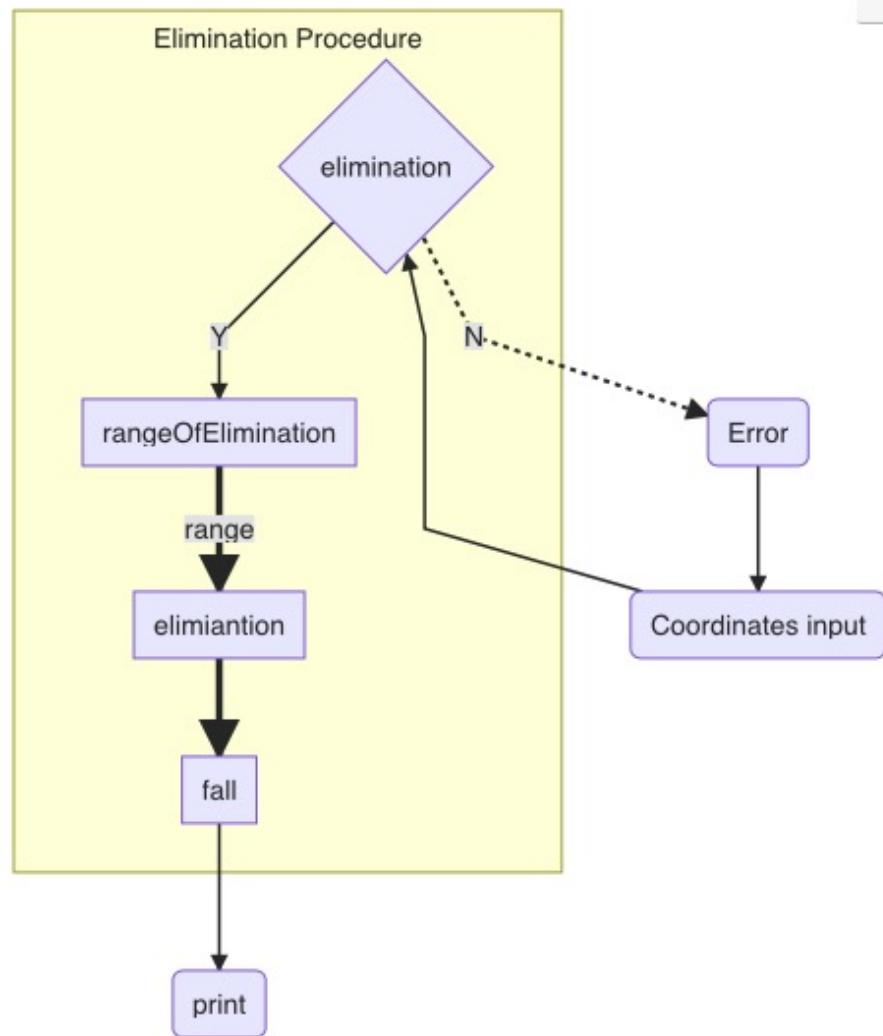 Elimination Procedure
elimination
Y
N
rangeOfElimination
Error
range
elimiantion
Coordinates input
fall
print